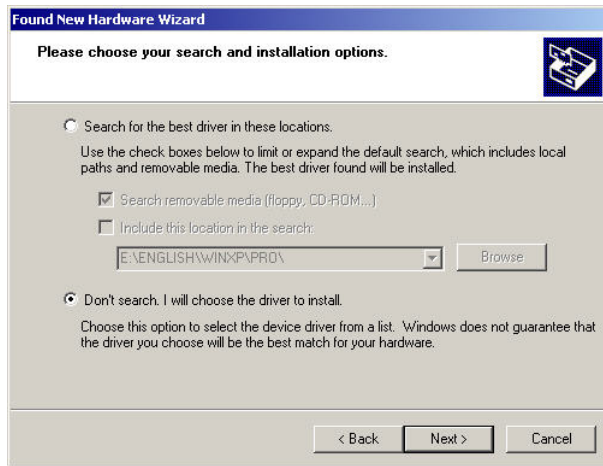 Found New Hardware Wizard
Please choose your search and installation options.
Search for the best driver in these locations.
Use the check boxes below to limit or expand the default search, which includes local
paths and removable media. The best driver found will be installed.
Search removable media (floppy, CD-ROM...)
Include this location in the search:
E:\ENGLISH\WINXP\PRO\
Browse
Don't search. I will choose the driver to install.
Choose this option to select the device driver from a list. Windows does not guarantee that
the driver you choose will be the best match for your hardware.
< Back
Next >
Cancel